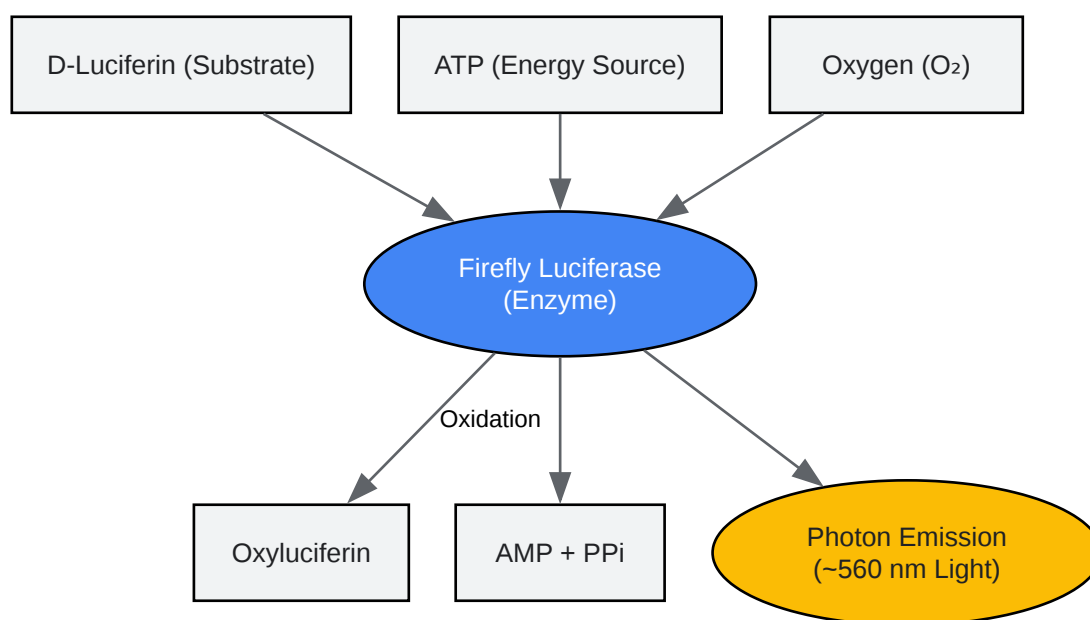 D-Luciferin (Substrate)
ATP (Energy Source)
Oxygen (O₂)
Firefly Luciferase
(Enzyme)
Oxidation
Oxyluciferin
AMP + PPi
Photon Emission
(~560 nm Light)